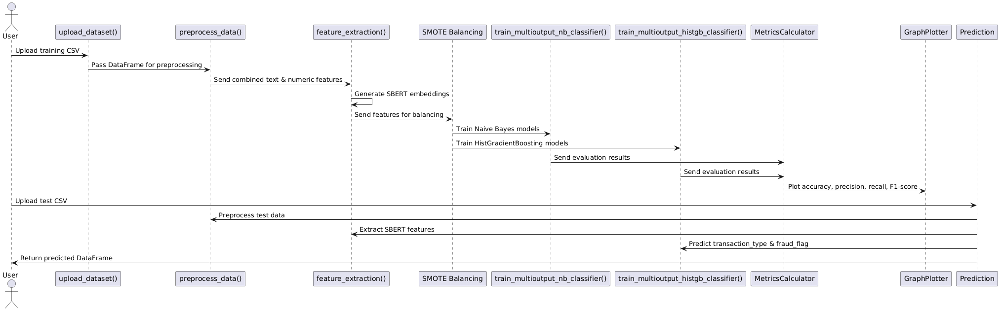 User
upload_dataset()
preprocess_data()
feature_extraction()
SMOTE Balancing
train_multioutput_nb_classifier()
train_multioutput_histgb_classifier()
MetricsCalculator
GraphPlotter
Prediction
Upload training CSV
Pass DataFrame for preprocessing
Send combined text & numeric features
Generate SBERT embeddings
Send features for balancing
Train Naive Bayes models
Train HistGradientBoosting models
Send evaluation results
Send evaluation results
Plot accuracy, precision, recall, F1-score
Upload test CSV
Preprocess test data
Extract SBERT features
Predict transaction_type & fraud_flag
Return predicted DataFrame
User
upload_dataset()
preprocess_data()
feature_extraction()
SMOTE Balancing
train_multioutput_nb_classifier()
train_multioutput_histgb_classifier()
MetricsCalculator
GraphPlotter
Prediction